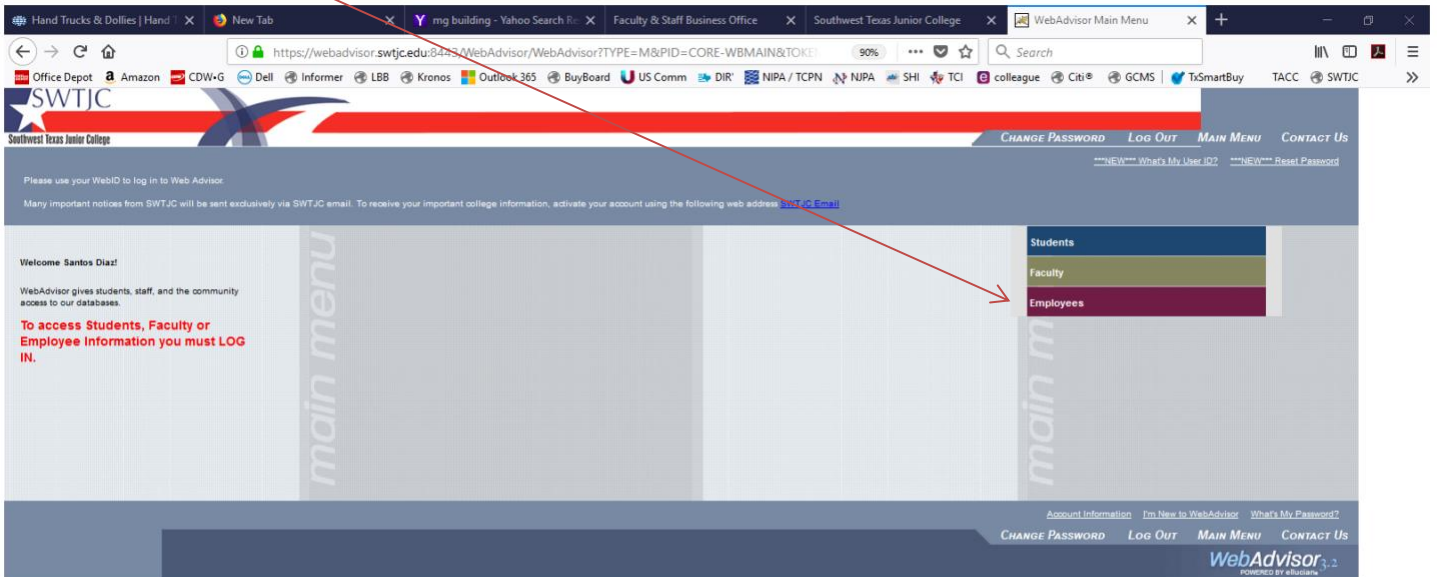 Hand Trucks & Dollies | Hand T
New Tab
mg building - Yahoo Search Re
Faculty & Staff Business Office
Southwest Texas Junior College
WebAdvisor Main Menu
https://webadvisor.swtjc.edu:8443/WebAdvisor/WebAdvisor?TYPE=M&PID=CORE-WBMAIN&TOKE
90%
Search
Office Depot Amazon CDW•G Dell Informer LBB Kronos Outlook 365 BuyBoard US Comm DIR' NIPA / TCPN NJPA SHI TCI colleague Citi® GCMS TxSmartBuy TACC SWTJC
SWTJC
Southwest Texas Junior College
CHANGE PASSWORD LOG OUT MAIN MENU CONTACT US
***NEW*** What's My User ID? ***NEW*** Reset Password
Please use your WebID to log in to Web Advisor.
Many important notices from SWTJC will be sent exclusively via SWTJC email. To receive your important college information, activate your account using the following web address SWTJC Email
Students
Faculty
Employees
Welcome Santos Diaz!
WebAdvisor gives students, staff, and the community
access to our databases.
To access Students, Faculty or
Employee Information you must LOG
IN.
main menu
main m
Account Information I'm New to WebAdvisor What's My Password?
CHANGE PASSWORD LOG OUT MAIN MENU CONTACT US
WebAdvisor 3.2
POWERED BY ellucian